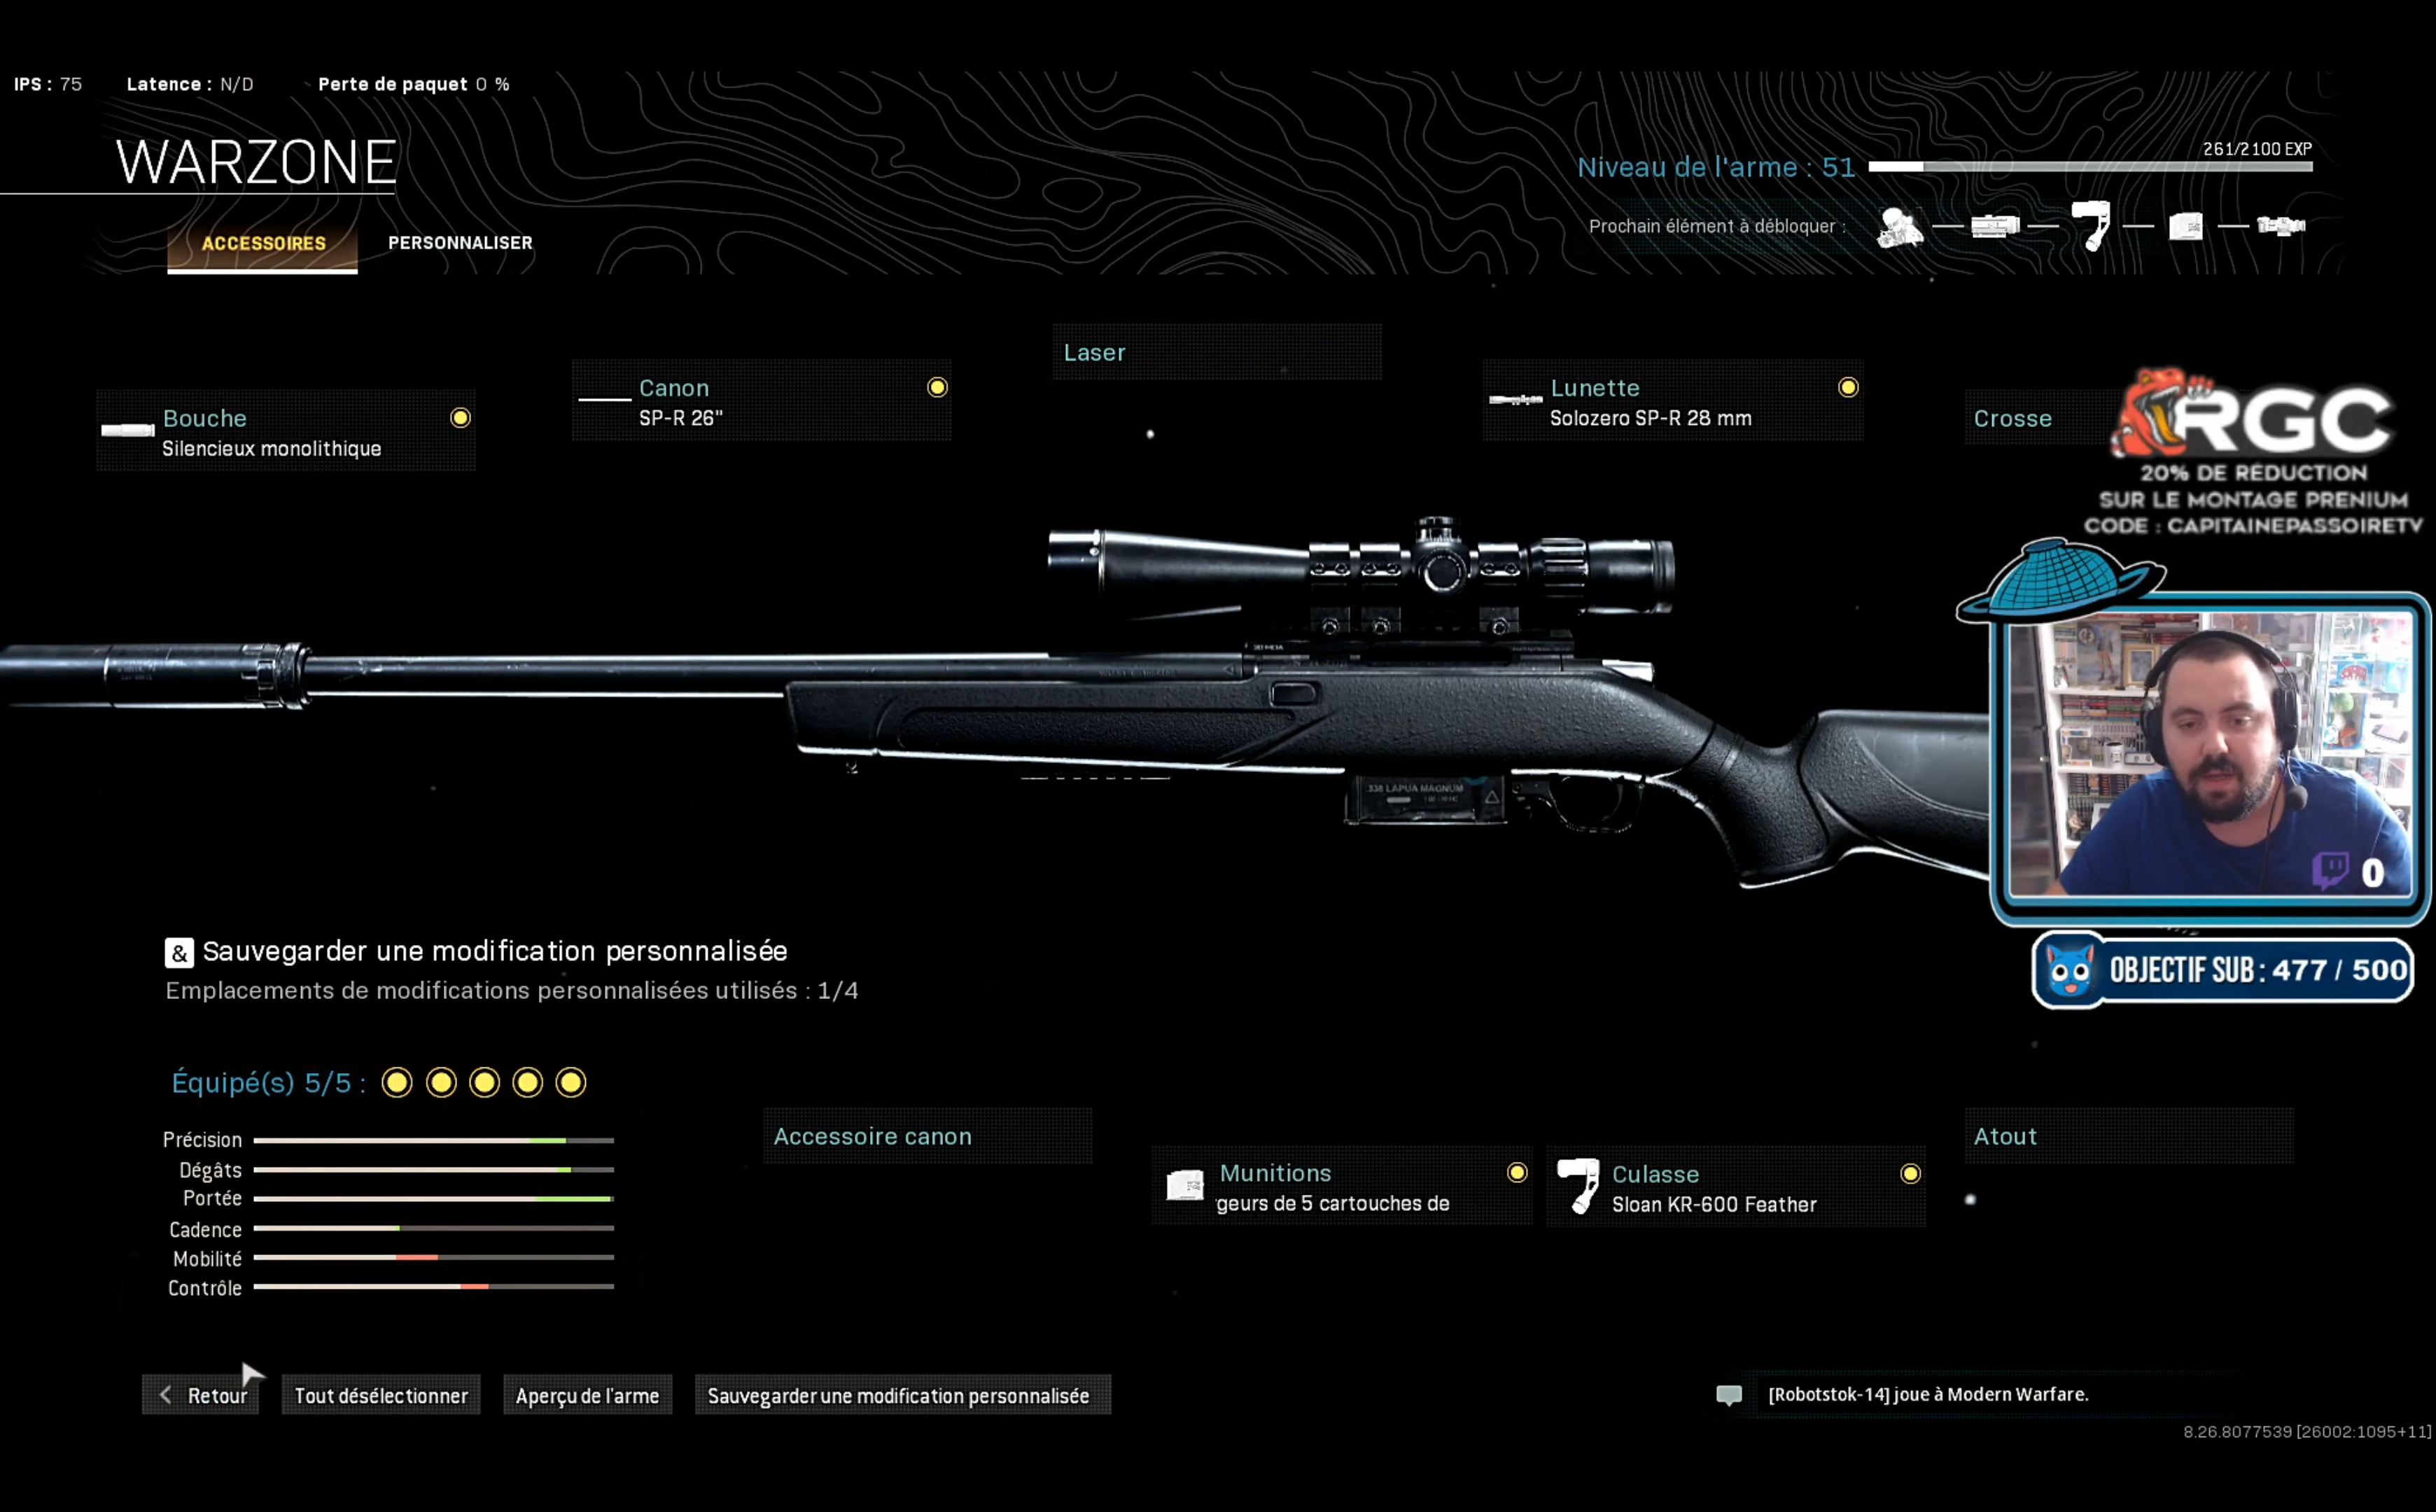 IPS : 75 Latence : N/D Perte de paquet 0 %
WARZONE
ACCESSOIRES PERSONNALISER
Niveau de l'arme : 51
261/2100 EXP
Prochain élément à débloquer :
Bouche
Silencieux monolithique
Canon
SP-R 26"
Laser
Lunette
Solozero SP-R 28 mm
Crosse
RGC
20% DE RÉDUCTION
SUR LE MONTAGE PRENIUM
CODE : CAPITAINEPASSOIRETV
338 LAPUA MAGNUM
0
OBJECTIF SUB : 477 / 500
& Sauvegarder une modification personnalisée
Emplacements de modifications personnalisées utilisés : 1/4
Équipé(s) 5/5 :
Précision
Dégâts
Portée
Cadence
Mobilité
Contrôle
Accessoire canon
Munitions
geurs de 5 cartouches de
Culasse
Sloan KR-600 Feather
Atout
Retour
Tout désélectionner
Aperçu de l'arme
Sauvegarder une modification personnalisée
[Robotstok-14] joue à Modern Warfare.
8.26.8077539 [26002:1095+11]